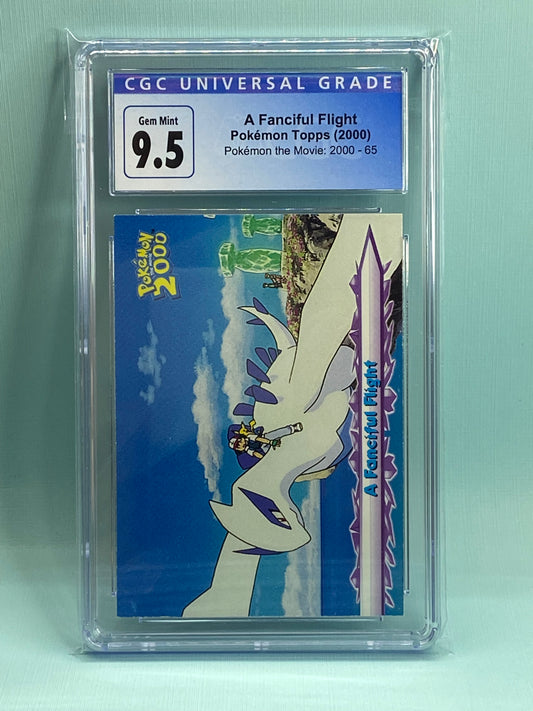 CGC UNIVERSAL GRADE
Gem Mint
9.5
A Fanciful Flight
Pokémon Topps (2000)
Pokémon the Movie: 2000 - 65
POKéMON
2000
A Fanciful Flight